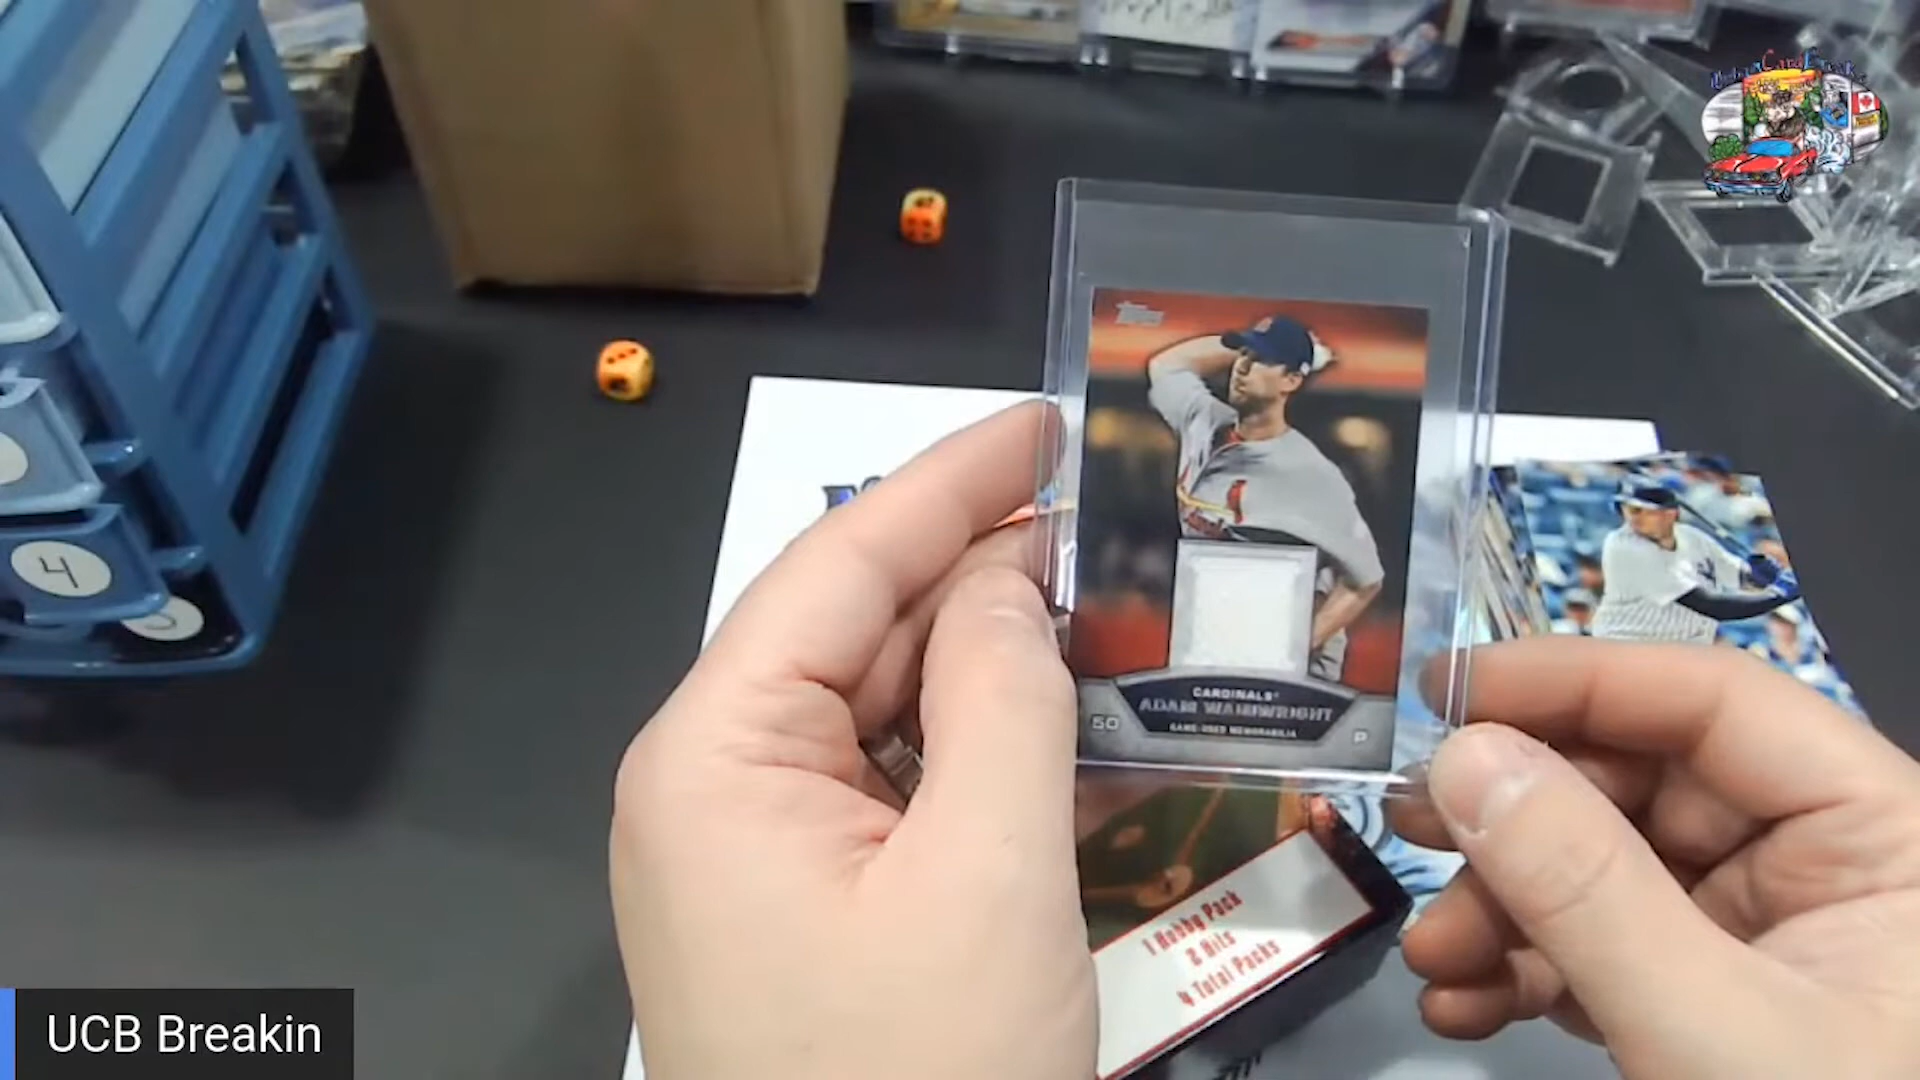 Topps
CARDINALS
ADAM WAINWRIGHT
GAME-USED MEMORABILIA
50
P
4
1 Hobby Pack
2 Hits
4 Total Packs
UCB Breakin